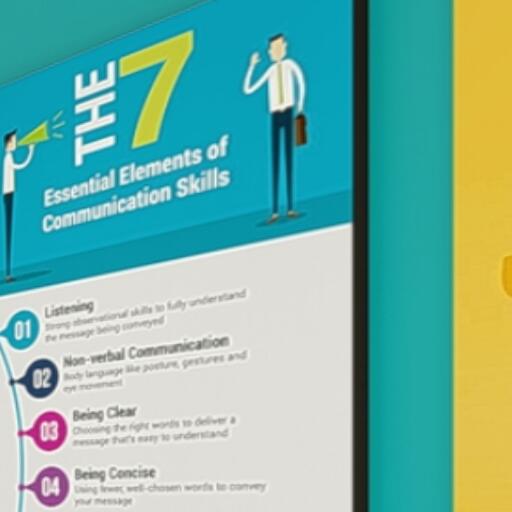 THE 7
Essential Elements of
Communication Skills
01
Listening
Strong observational skills to fully understand
the message being conveyed
02
Non-verbal Communication
Body language like posture, gestures and
eye movement
03
Being Clear
Choosing the right words to deliver a
message that's easy to understand
04
Being Concise
Using fewer, well-chosen words to convey
your message